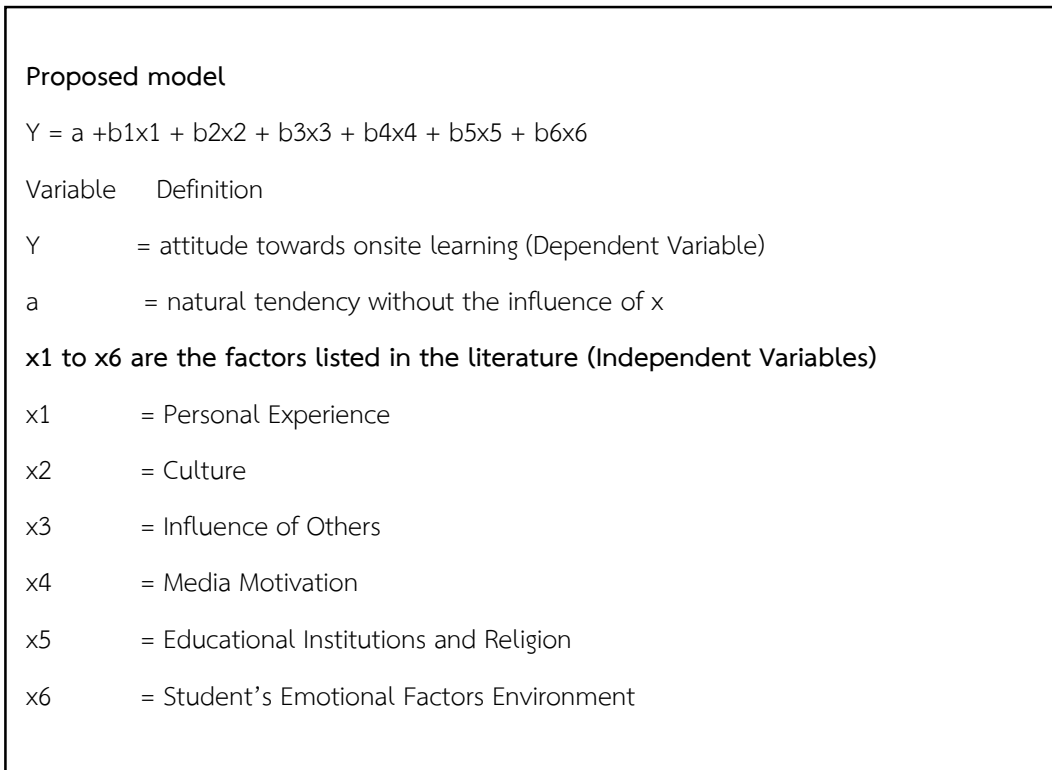 Proposed model
Y = a +b1x1 + b2x2 + b3x3 + b4x4 + b5x5 + b6x6
Variable Definition
Y = attitude towards onsite learning (Dependent Variable)
a = natural tendency without the influence of x
x1 to x6 are the factors listed in the literature (Independent Variables)
x1 = Personal Experience
x2 = Culture
x3 = Influence of Others
x4 = Media Motivation
x5 = Educational Institutions and Religion
x6 = Student’s Emotional Factors Environment